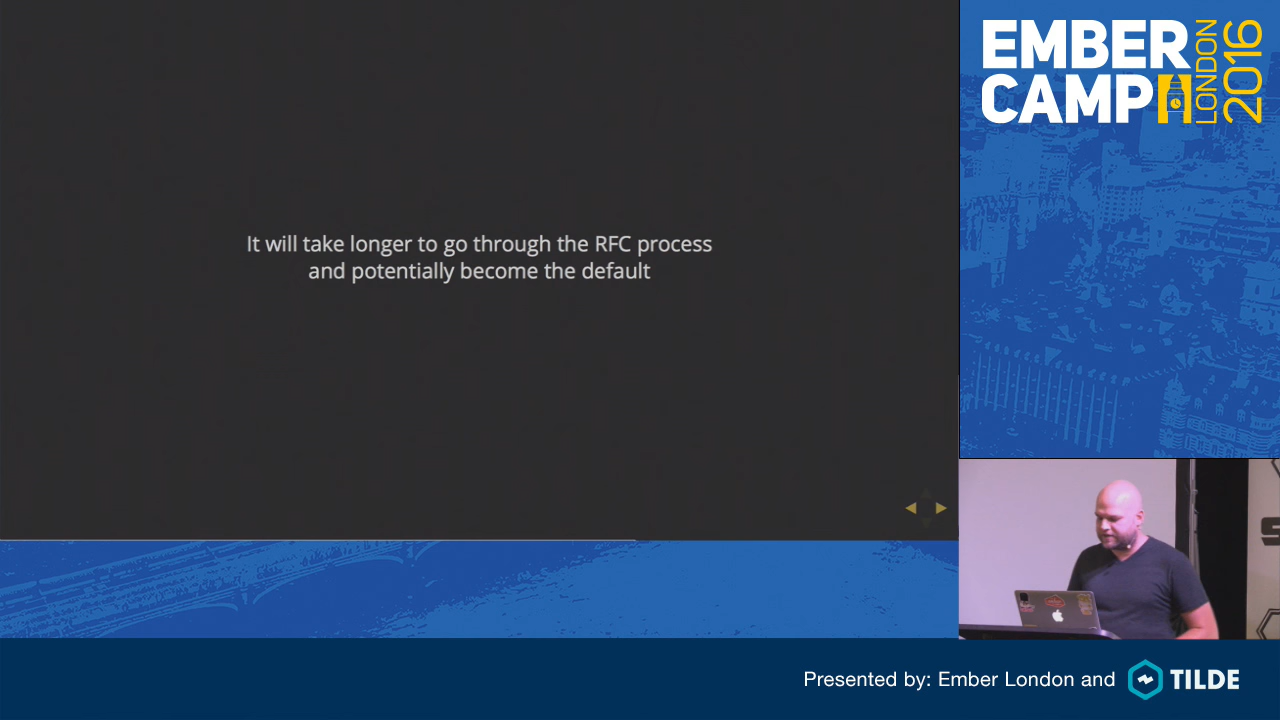 It will take longer to go through the RFC process
and potentially become the default
EMBER
CAMP
LONDON
2016
Presented by: Ember London and
TILDE